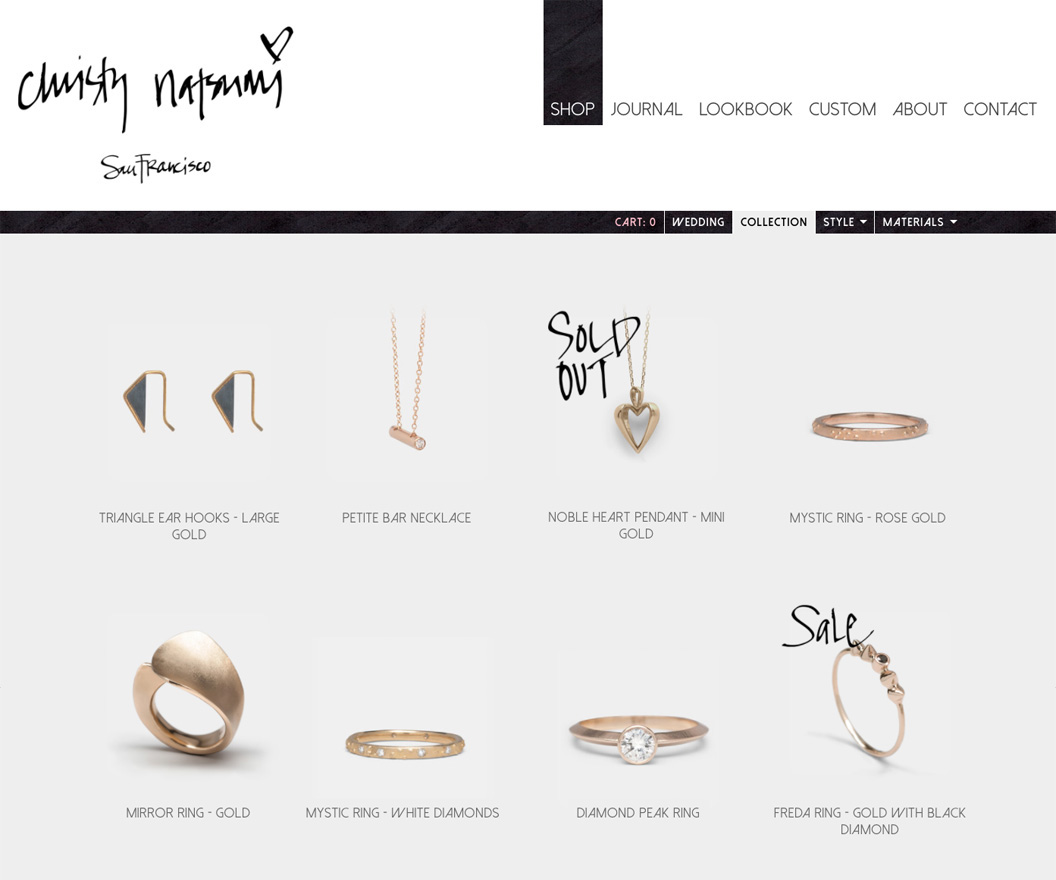 christy natsumi
San Francisco
SHOP JOURNAL LOOKBOOK CUSTOM ABOUT CONTACT
CART: 0 WEDDING COLLECTION STYLE MATERIALS
SOLD
OUT
TRIANGLE EAR HOOKS - LARGE
GOLD
PETITE BAR NECKLACE
NOBLE HEART PENDANT - MINI
GOLD
MYSTIC RING - ROSE GOLD
Sale
MIRROR RING - GOLD
MYSTIC RING - WHITE DIAMONDS
DIAMOND PEAK RING
FREDA RING - GOLD WITH BLACK
DIAMOND